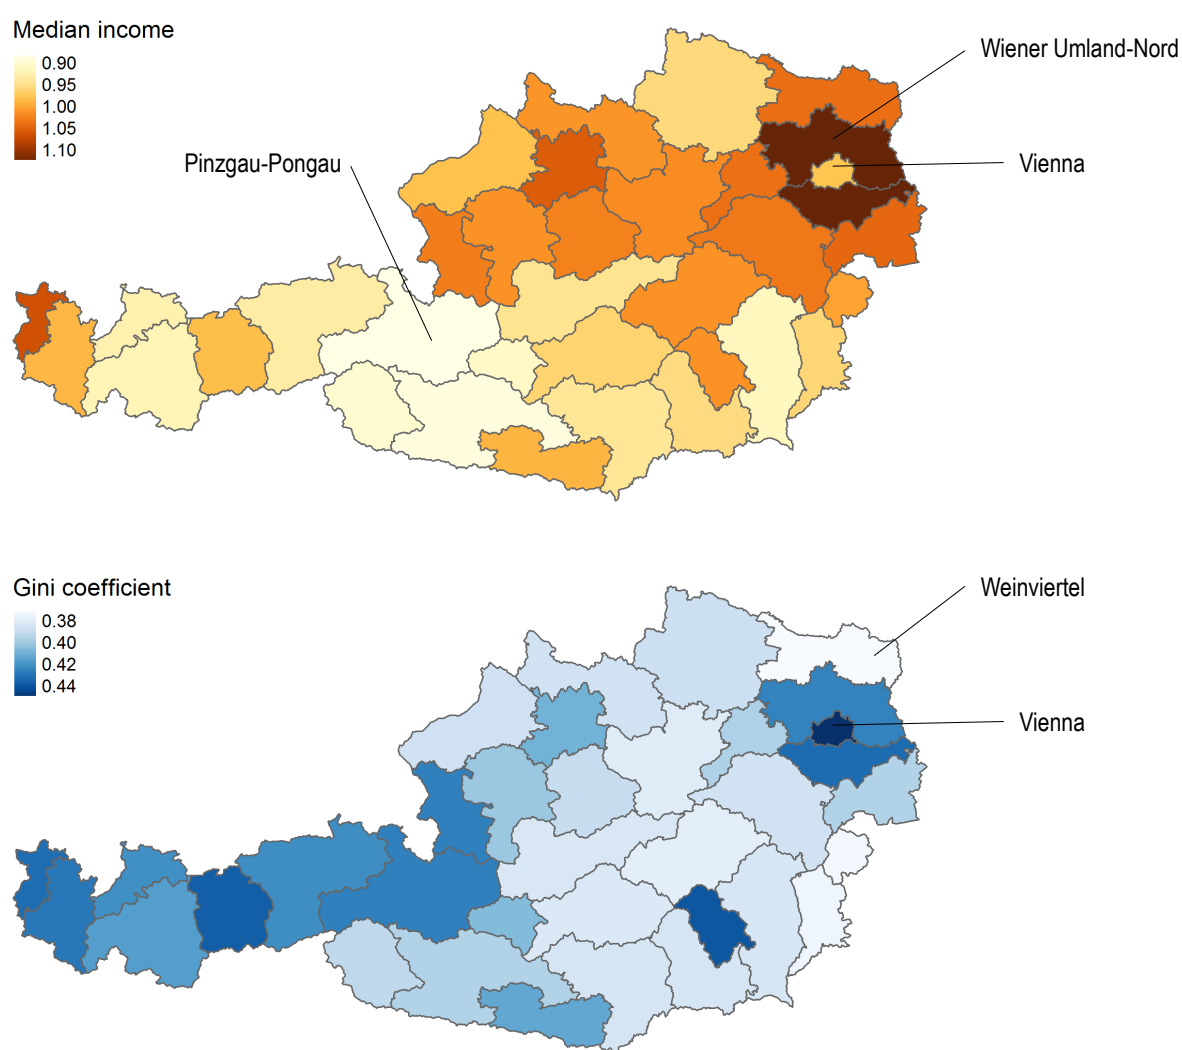 Median income
0.90
0.95
1.00
1.05
1.10
Wiener Umland-Nord
Pinzgau-Pongau
Vienna
Gini coefficient
0.38
0.40
0.42
0.44
Weinviertel
Vienna